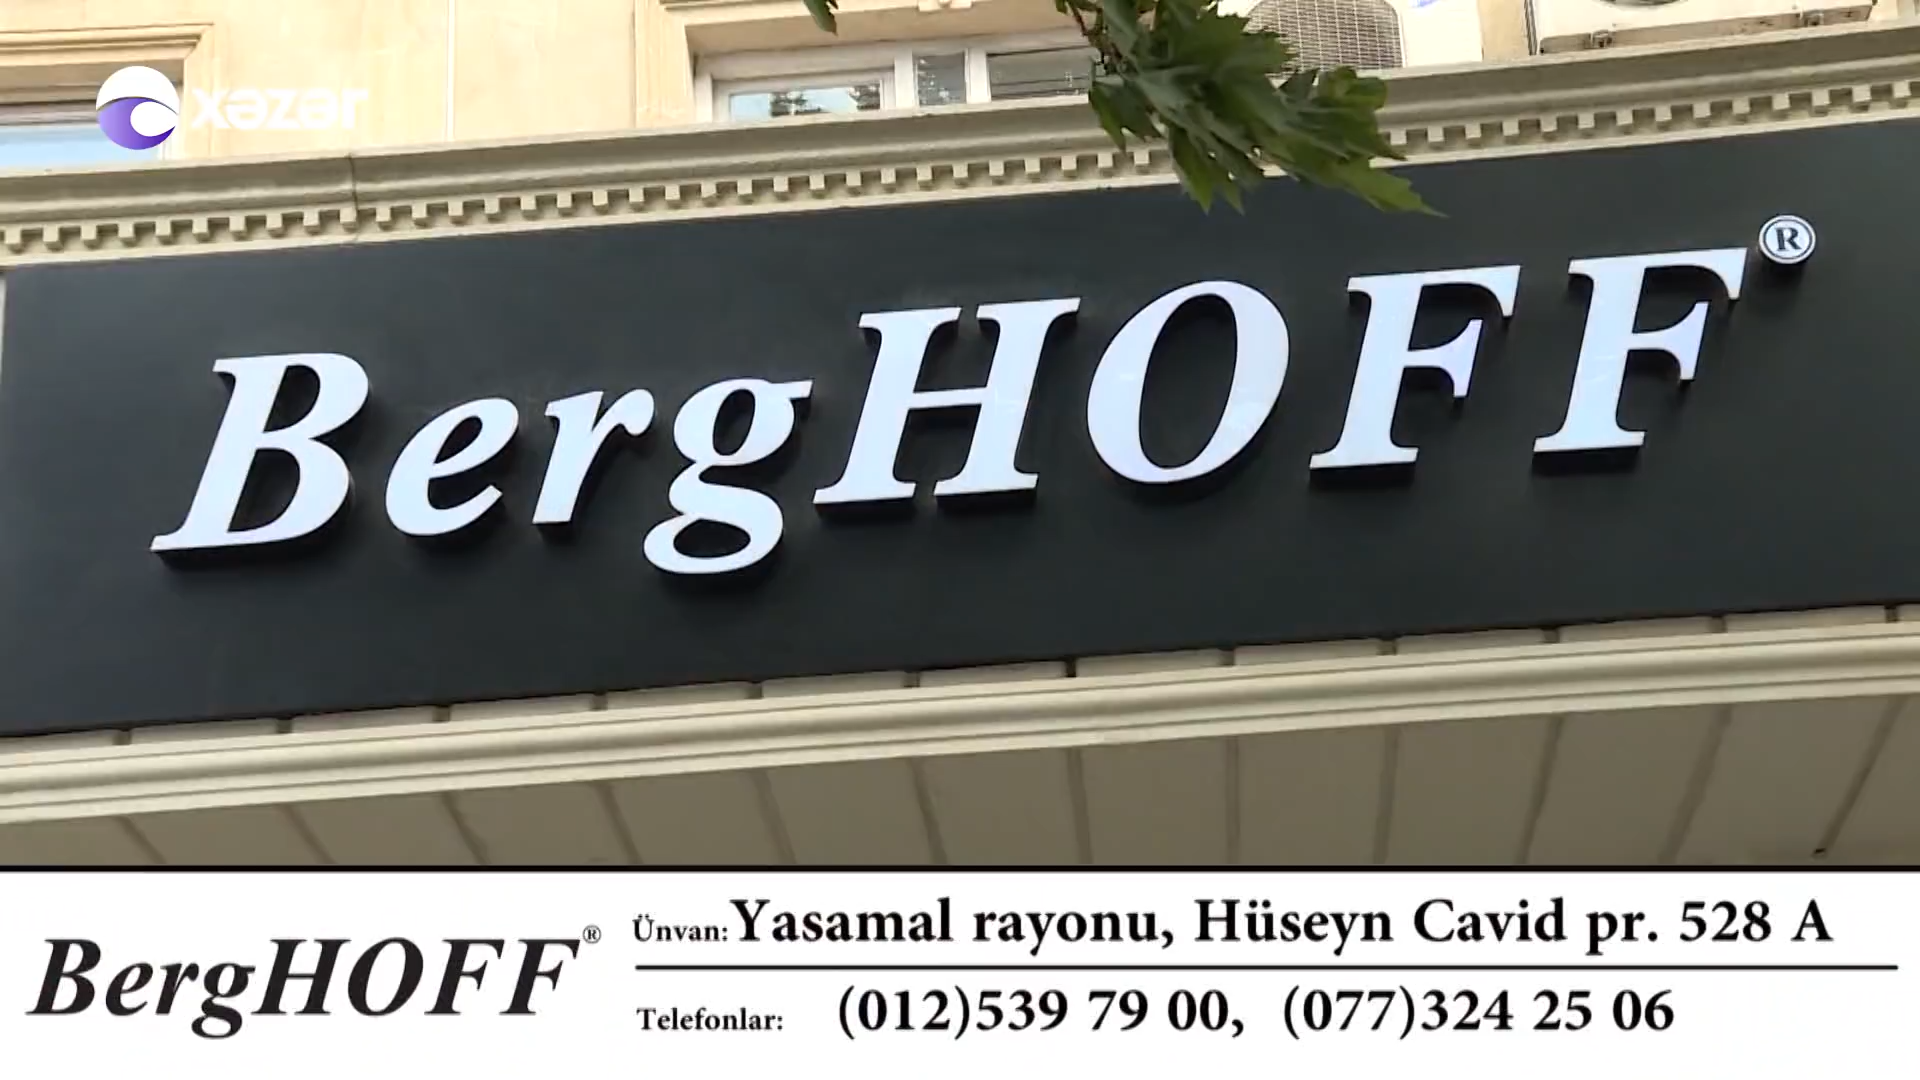 xəzər
BergHOFF®
BergHOFF®
Ünvan: Yasamal rayonu, Hüseyn Cavid pr. 528 A
Telefonlar: (012)539 79 00, (077)324 25 06